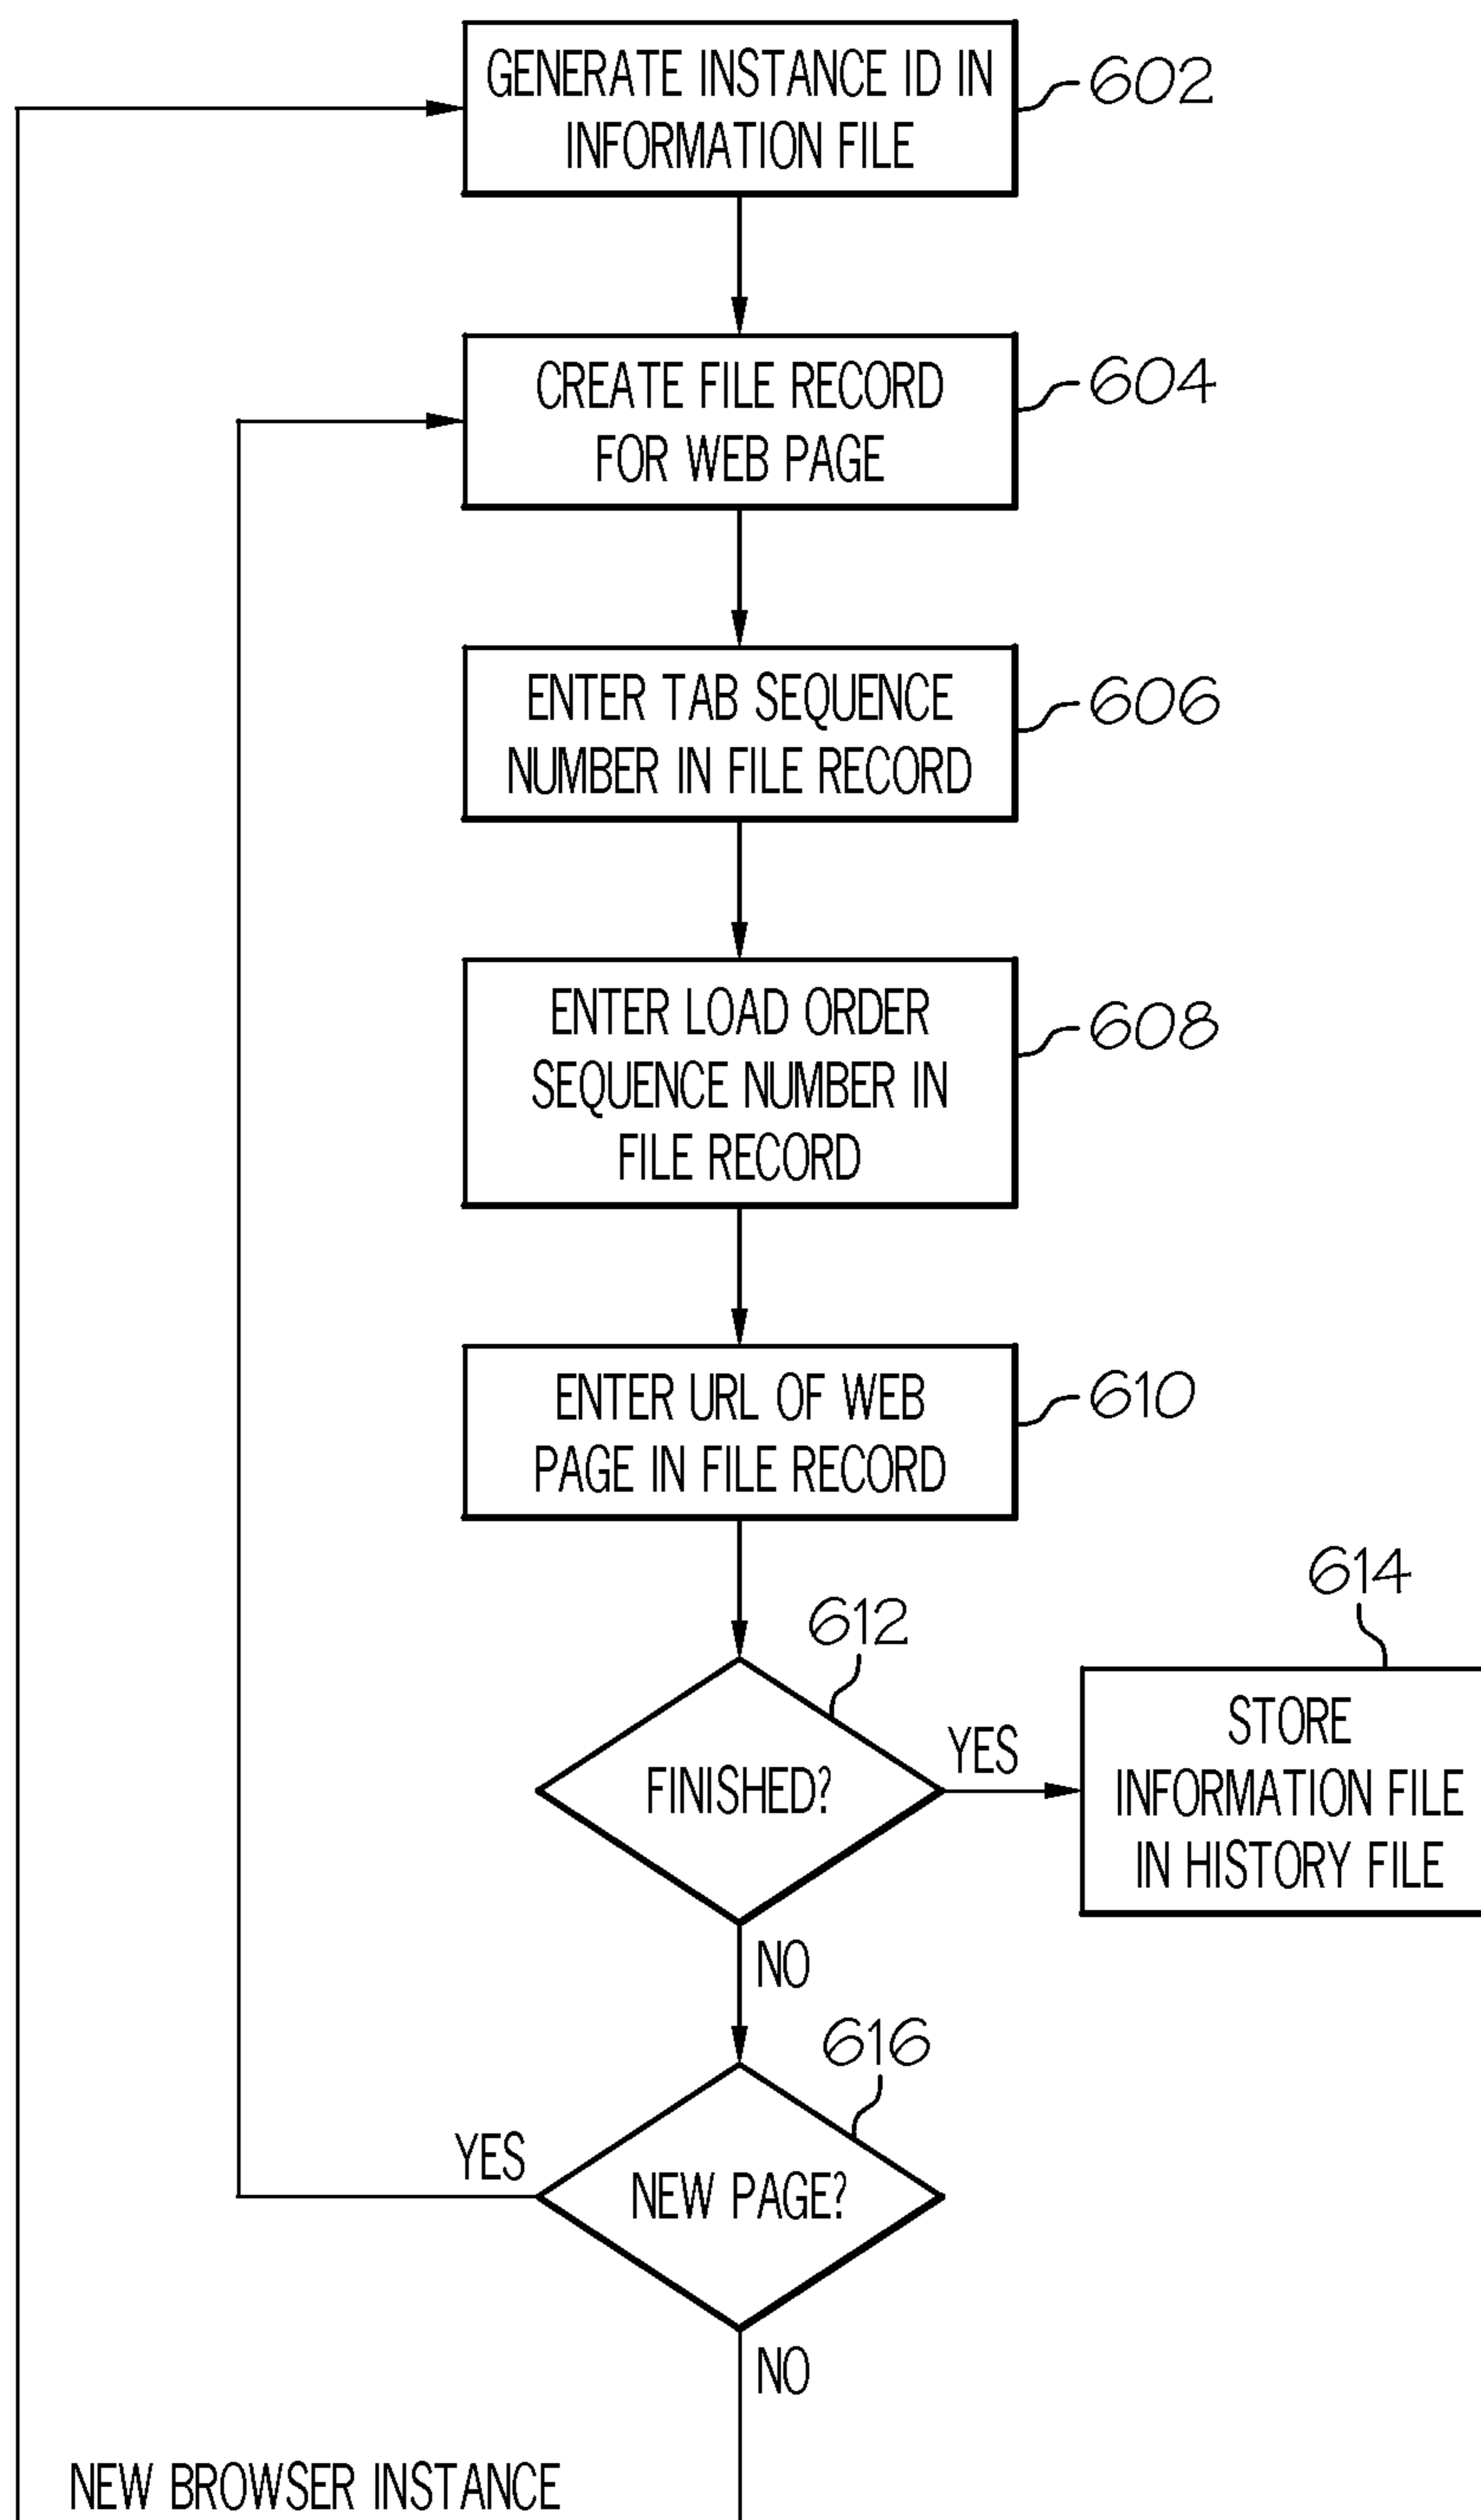 GENERATE INSTANCE ID IN
INFORMATION FILE
602
CREATE FILE RECORD
FOR WEB PAGE
604
ENTER TAB SEQUENCE
NUMBER IN FILE RECORD
606
ENTER LOAD ORDER
SEQUENCE NUMBER IN
FILE RECORD
608
ENTER URL OF WEB
PAGE IN FILE RECORD
610
612
FINISHED?
YES
614
STORE
INFORMATION FILE
IN HISTORY FILE
NO
616
YES
NEW PAGE?
NO
NEW BROWSER INSTANCE